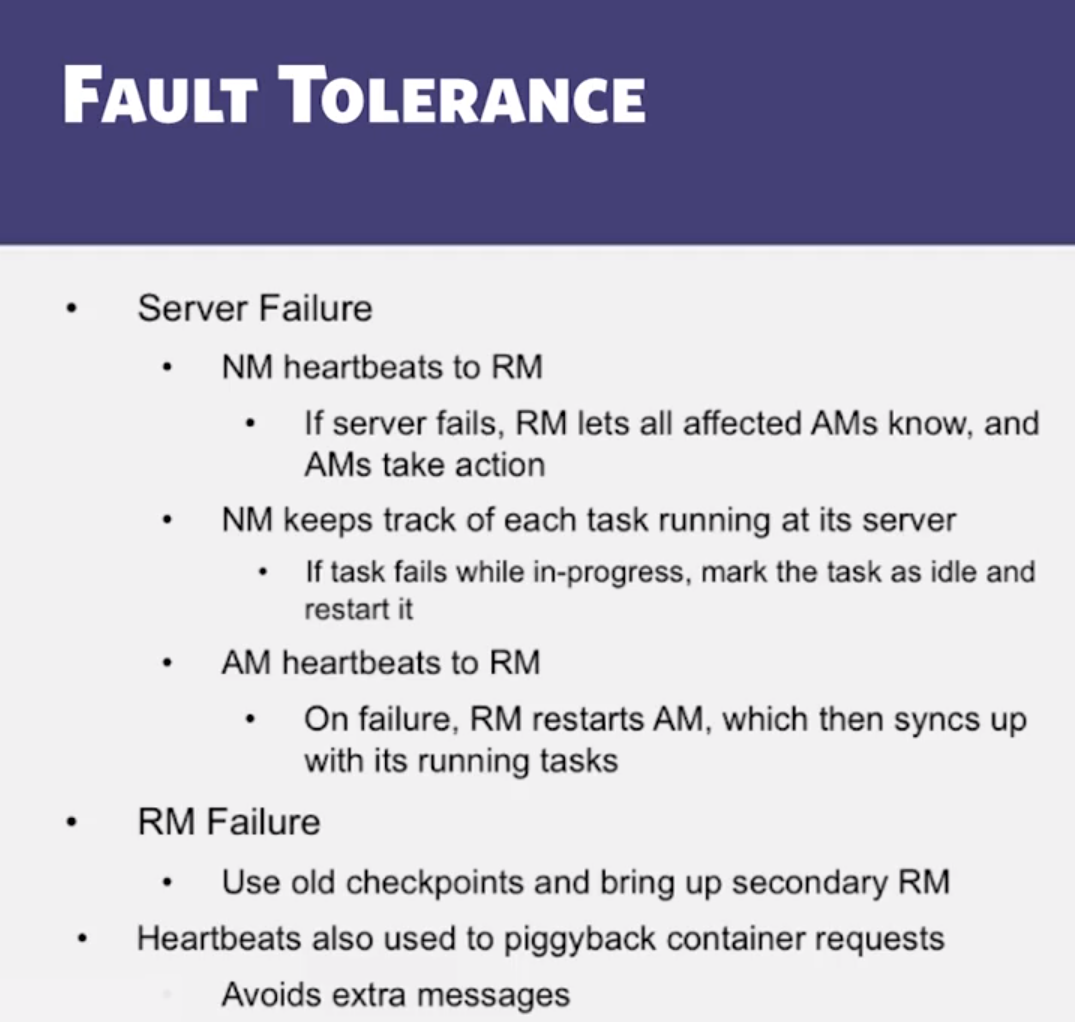 FAULT TOLERANCE
• Server Failure
• NM heartbeats to RM
• If server fails, RM lets all affected AMs know, and
AMs take action
• NM keeps track of each task running at its server
• If task fails while in-progress, mark the task as idle and
restart it
• AM heartbeats to RM
• On failure, RM restarts AM, which then syncs up
with its running tasks
• RM Failure
• Use old checkpoints and bring up secondary RM
• Heartbeats also used to piggyback container requests
• Avoids extra messages